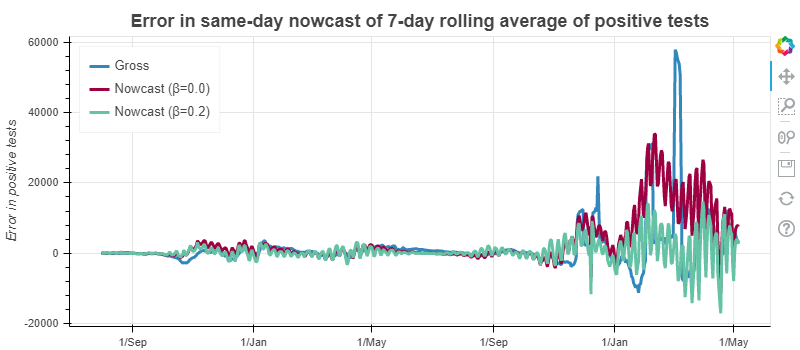 Error in same-day nowcast of 7-day rolling average of positive tests
Gross
Nowcast (β=0.0)
Nowcast (β=0.2)
Error in positive tests
60000
40000
20000
0
-20000
1/Sep
1/Jan
1/May
1/Sep
1/Jan
1/May